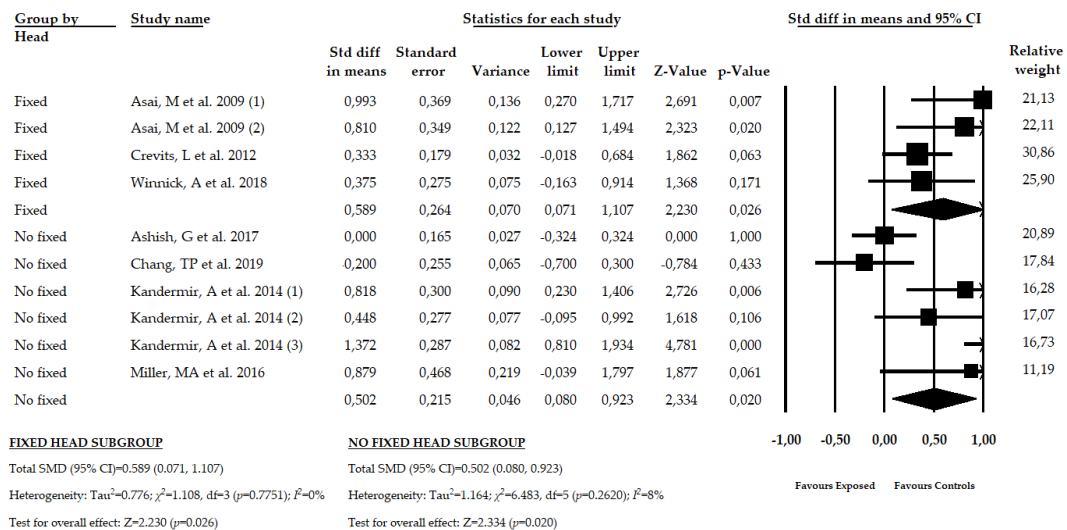 Group by Study name Statistics for each study Std diff in means and 95% CI
Head
Std diff Standard Lower Upper Relative
in means error Variance limit limit Z-Value p-Value weight
Fixed Asai, M et al. 2009 (1) 0,993 0,369 0,136 0,270 1,717 2,691 0,007 21,13
Fixed Asai, M et al. 2009 (2) 0,810 0,349 0,122 0,127 1,494 2,323 0,020 22,11
Fixed Crevits, L et al. 2012 0,333 0,179 0,032 -0,018 0,684 1,862 0,063 30,86
Fixed Winnick, A et al. 2018 0,375 0,275 0,075 -0,163 0,914 1,368 0,171 25,90
Fixed 0,589 0,264 0,070 0,071 1,107 2,230 0,026
No fixed Ashish, G et al. 2017 0,000 0,165 0,027 -0,324 0,324 0,000 1,000 20,89
No fixed Chang, TP et al. 2019 -0,200 0,255 0,065 -0,700 0,300 -0,784 0,433 17,84
No fixed Kandermir, A et al. 2014 (1) 0,818 0,300 0,090 0,230 1,406 2,726 0,006 16,28
No fixed Kandermir, A et al. 2014 (2) 0,448 0,277 0,077 -0,095 0,992 1,618 0,106 17,07
No fixed Kandermir, A et al. 2014 (3) 1,372 0,287 0,082 0,810 1,934 4,781 0,000 16,73
No fixed Miller, MA et al. 2016 0,879 0,468 0,219 -0,039 1,797 1,877 0,061 11,19
No fixed 0,502 0,215 0,046 0,080 0,923 2,334 0,020
-1,00 -0,50 0,00 0,50 1,00
Favours Exposed Favours Controls
FIXED HEAD SUBGROUP
Total SMD (95% CI)=0.589 (0.071, 1.107)
Heterogeneity: Tau²=0.776; χ²=1.108, df=3 (p=0.7751); I²=0%
Test for overall effect: Z=2.230 (p=0.026)
NO FIXED HEAD SUBGROUP
Total SMD (95% CI)=0.502 (0.080, 0.923)
Heterogeneity: Tau²=1.164; χ²=6.483, df=5 (p=0.2620); I²=8%
Test for overall effect: Z=2.334 (p=0.020)